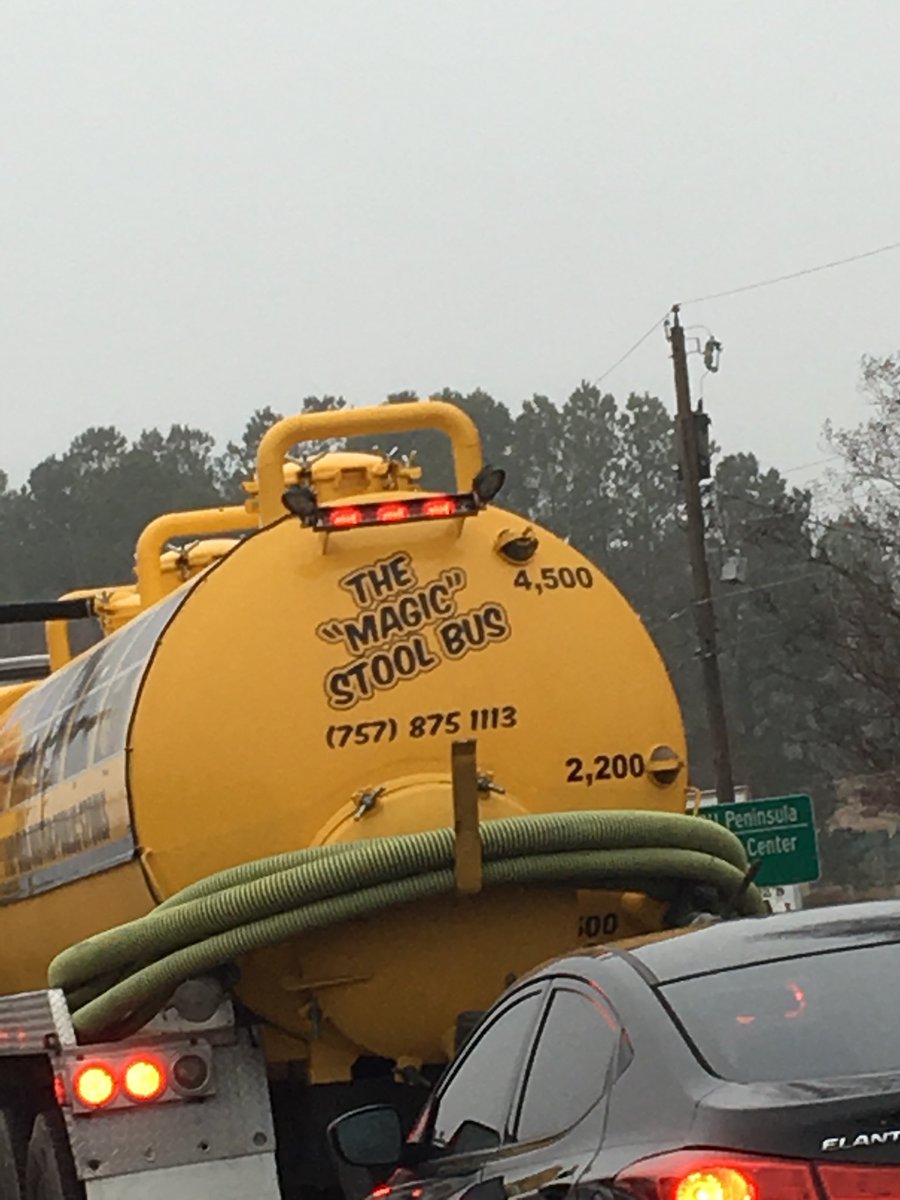 THE
"MAGIC"
STOOL BUS
4,500
(757) 875 1113
2,200
Peninsula
Center
ELANT